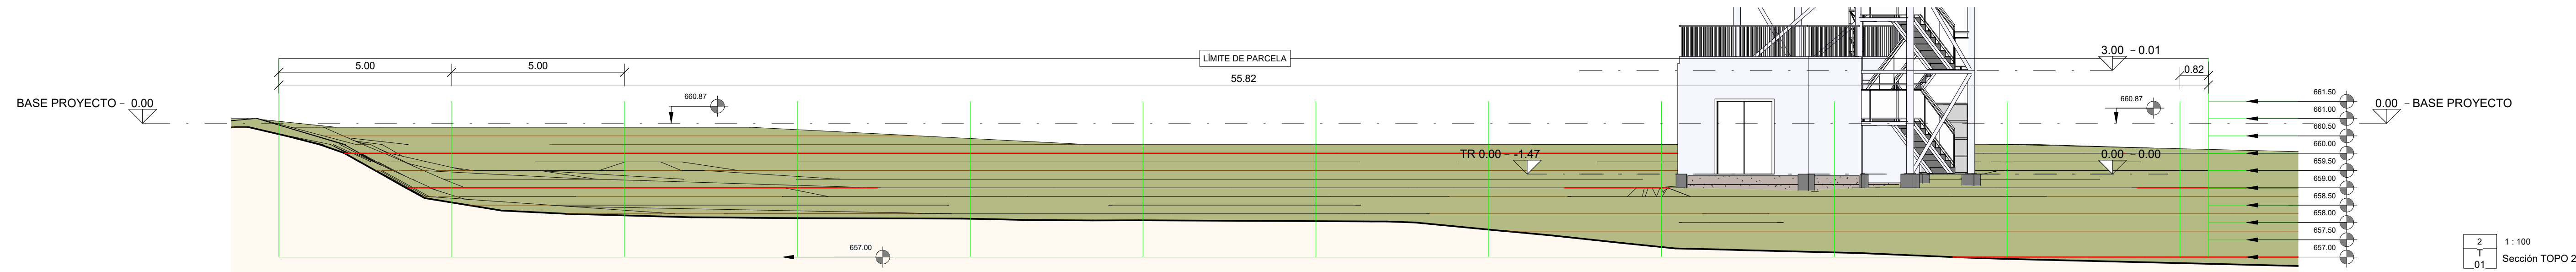 LÍMITE DE PARCELA
5.00
5.00
55.82
0.82
3.00 - 0.01
BASE PROYECTO - 0.00
660.87
660.87
0.00 - BASE PROYECTO
TR 0.00 - -1.47
0.00 - 0.00
661.50
661.00
660.50
660.00
659.50
659.00
658.50
658.00
657.50
657.00
657.00
2
T
01
1 : 100
Sección TOPO 2